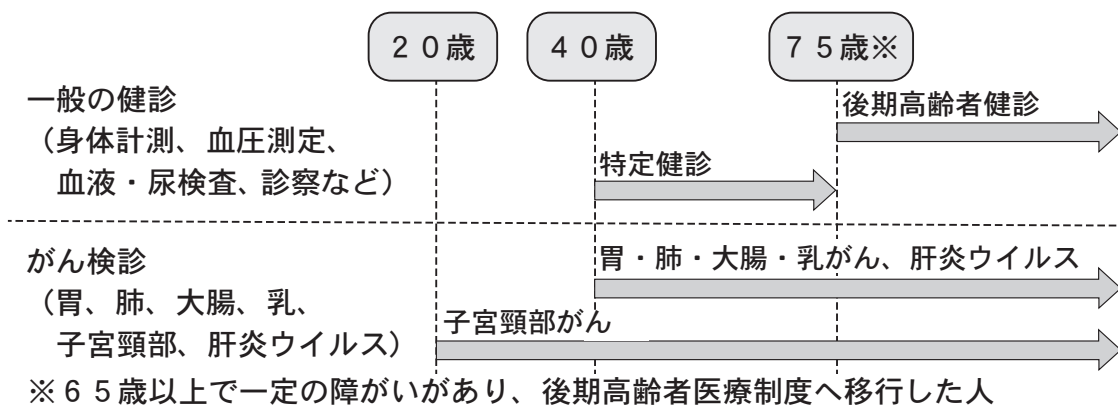 ２０歳 ４０歳 ７５歳※
一般の健診
（身体計測、血圧測定、
血液・尿検査、診察など）
後期高齢者健診
特定健診
がん検診
（胃、肺、大腸、乳、
子宮頸部、肝炎ウイルス）
胃・肺・大腸・乳がん、肝炎ウイルス
子宮頸部がん
※６５歳以上で一定の障がいがあり、後期高齢者医療制度へ移行した人